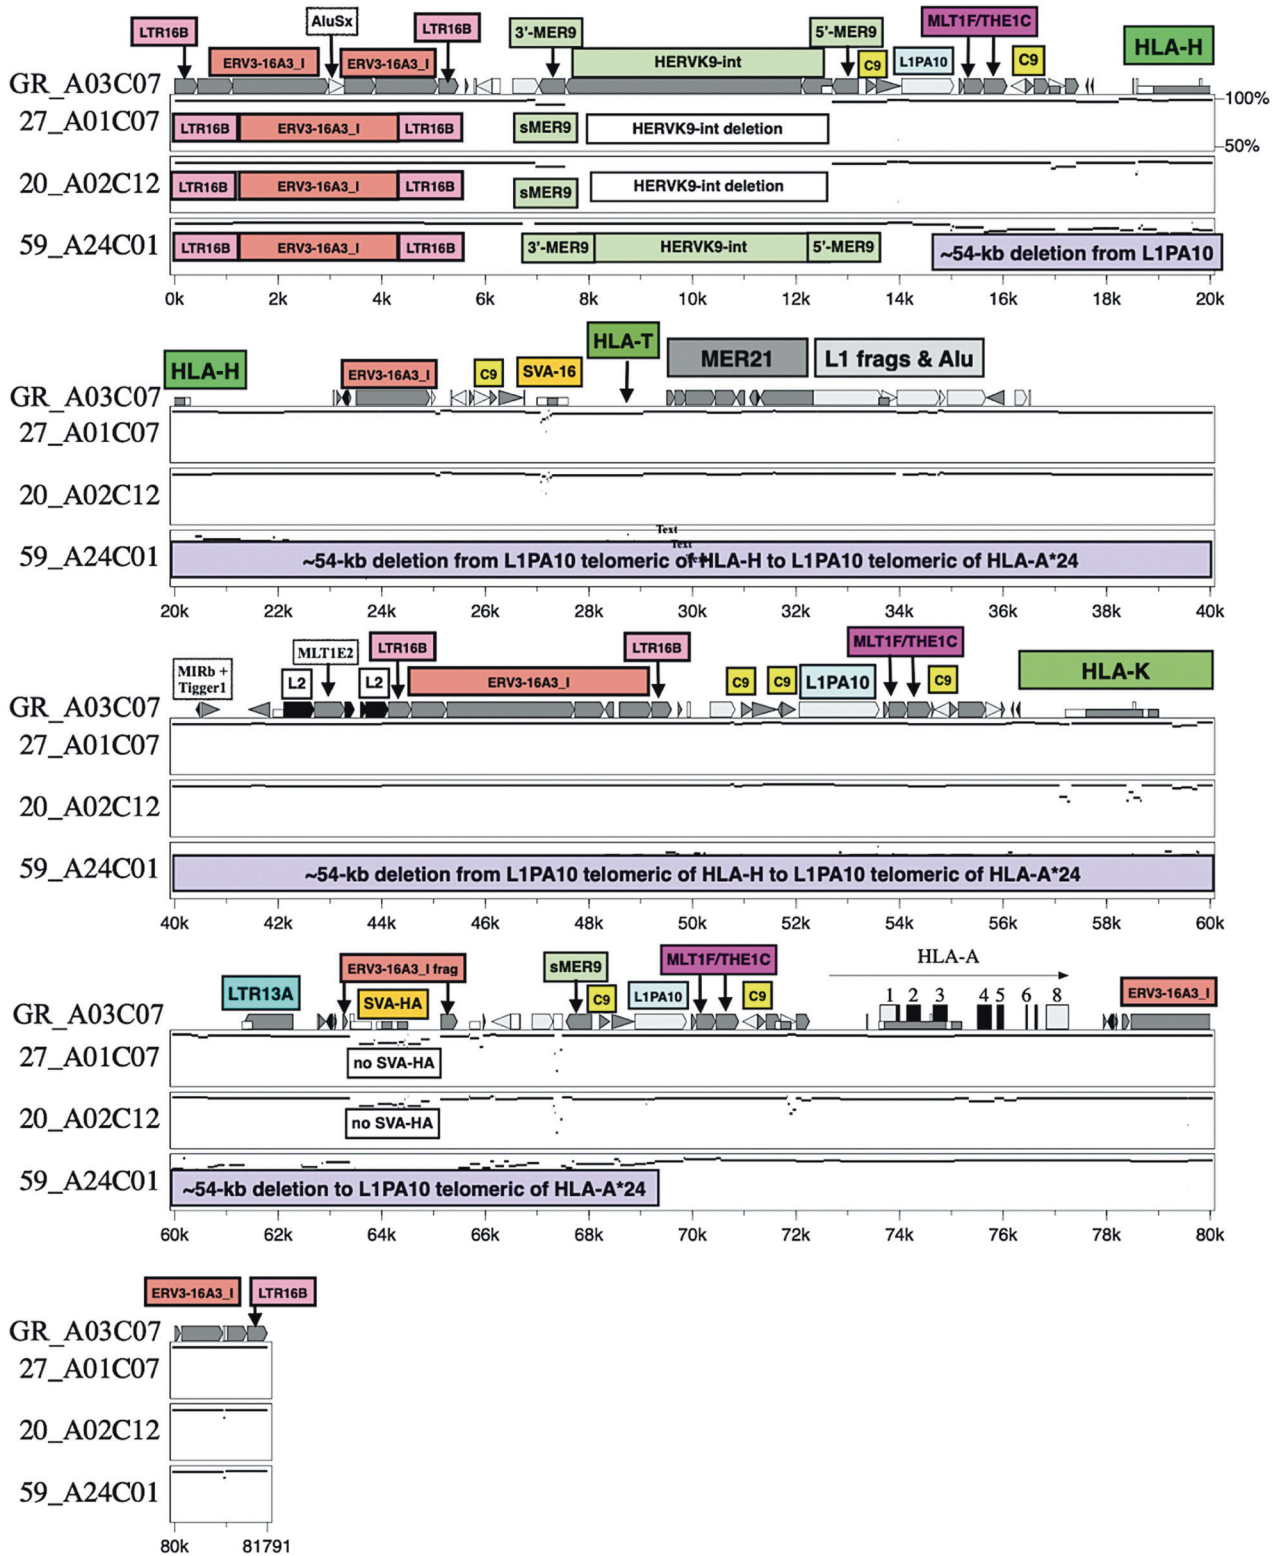 LTR16B AluSx LTR16B 3'-MER9 5'-MER9 MLT1F/THE1C
ERV3-16A3_I ERV3-16A3_I HERVK9-int C9 L1PA10 C9 HLA-H
GR_A03C07
100%
27_A01C07 LTR16B ERV3-16A3_I LTR16B sMER9 HERVK9-int deletion
50%
20_A02C12 LTR16B ERV3-16A3_I LTR16B sMER9 HERVK9-int deletion
59_A24C01 LTR16B ERV3-16A3_I LTR16B 3'-MER9 HERVK9-int 5'-MER9 ~54-kb deletion from L1PA10
0k 2k 4k 6k 8k 10k 12k 14k 16k 18k 20k
HLA-H ERV3-16A3_I C9 SVA-16 HLA-T MER21 L1 frags & Alu
GR_A03C07
27_A01C07
20_A02C12
Text
Text
59_A24C01 ~54-kb deletion from L1PA10 telomeric of HLA-H to L1PA10 telomeric of HLA-A*24
20k 22k 24k 26k 28k 30k 32k 34k 36k 38k 40k
MIRb +
Tigger1 L2 MLT1E2 L2 LTR16B ERV3-16A3_I LTR16B C9 C9 L1PA10 MLT1F/THE1C C9 HLA-K
GR_A03C07
27_A01C07
20_A02C12
59_A24C01 ~54-kb deletion from L1PA10 telomeric of HLA-H to L1PA10 telomeric of HLA-A*24
40k 42k 44k 46k 48k 50k 52k 54k 56k 58k 60k
ERV3-16A3_I frag sMER9 MLT1F/THE1C HLA-A
LTR13A SVA-HA C9 L1PA10 C9 1 2 3 4 5 6 8 ERV3-16A3_I
GR_A03C07
27_A01C07 no SVA-HA
20_A02C12 no SVA-HA
59_A24C01 ~54-kb deletion to L1PA10 telomeric of HLA-A*24
60k 62k 64k 66k 68k 70k 72k 74k 76k 78k 80k
ERV3-16A3_I LTR16B
GR_A03C07
27_A01C07
20_A02C12
59_A24C01
80k 81791